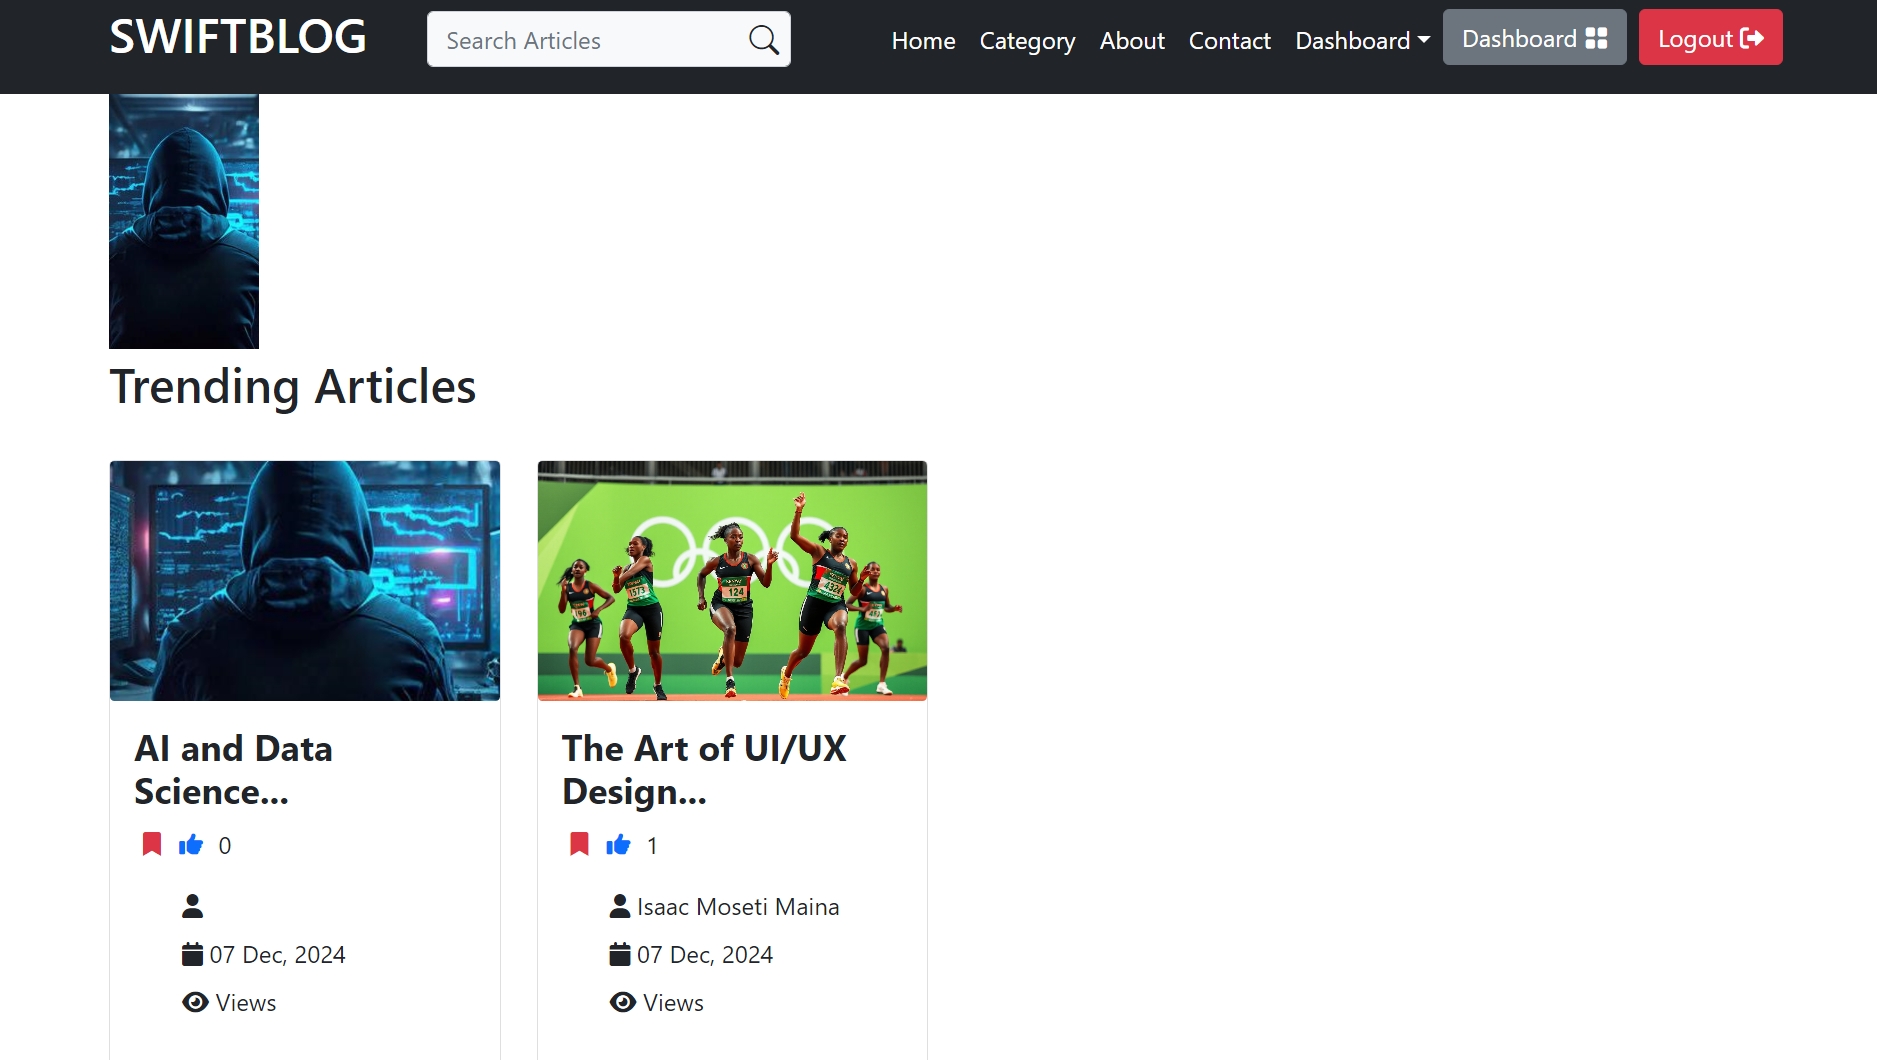 SWIFTBLOG
Search Articles
Home Category About Contact Dashboard Dashboard Logout
Trending Articles
AI and Data
Science...
0
07 Dec, 2024
Views
124
The Art of UI/UX
Design...
1
Isaac Moseti Maina
07 Dec, 2024
Views